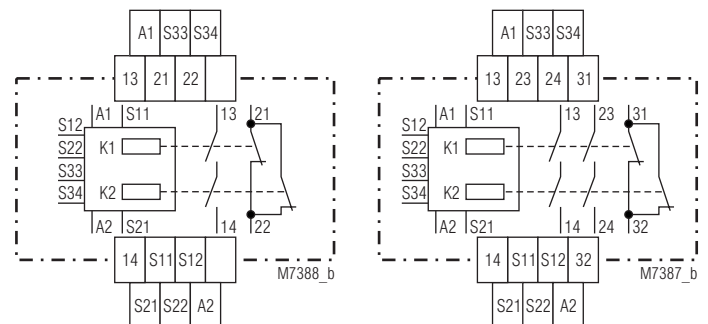 A1 S33 S34
13 21 22
A1 S11 13 21
S12
S22
S33
S34
K1
K2
A2 S21 14 22
14 S11 S12
M7388_b
S21 S22 A2
A1 S33 S34
13 23 24 31
A1 S11 13 23 31
S12
S22
S33
S34
K1
K2
A2 S21 14 24 32
14 S11 S12 32
M7387_b
S21 S22 A2